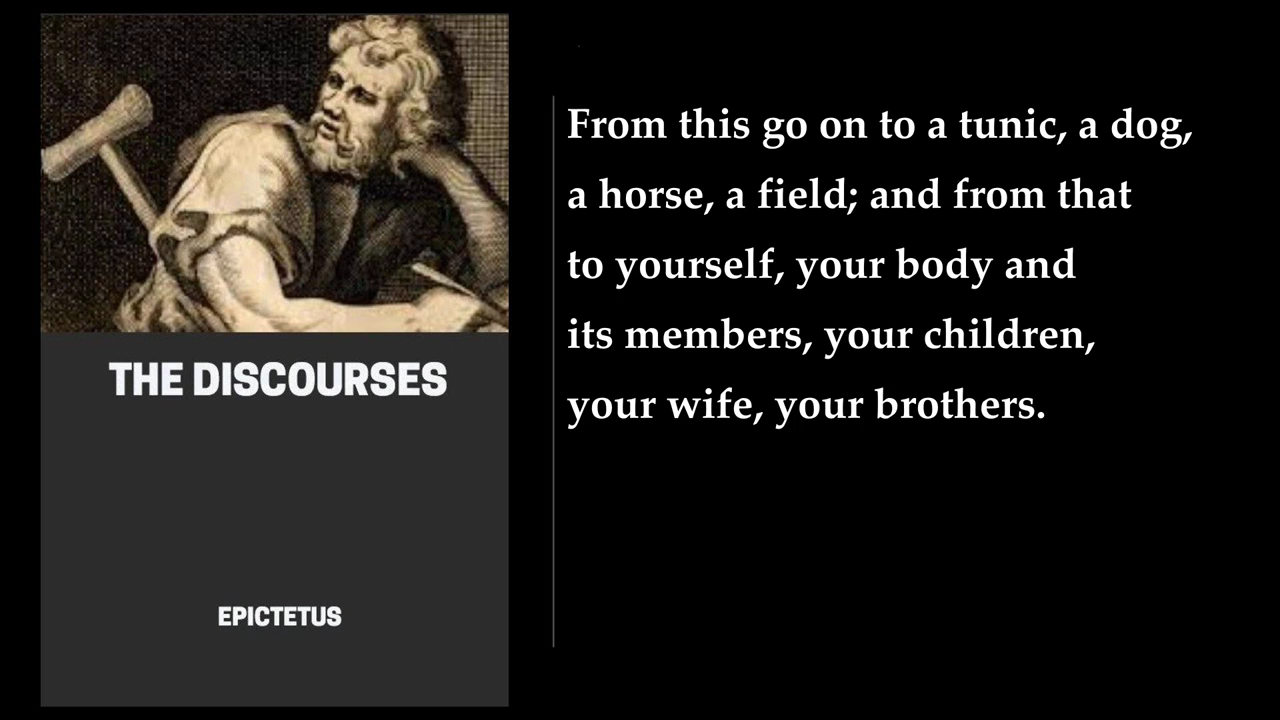 THE DISCOURSES
EPICTETUS
From this go on to a tunic, a dog,
a horse, a field; and from that
to yourself, your body and
its members, your children,
your wife, your brothers.